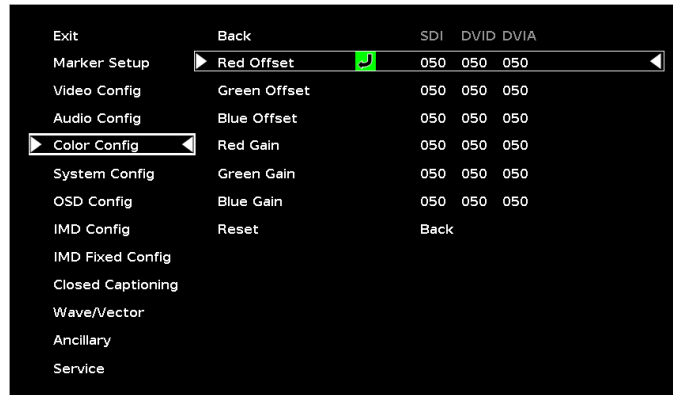 Exit Back SDI DVID DVIA
Marker Setup Red Offset 050 050 050
Video Config Green Offset 050 050 050
Audio Config Blue Offset 050 050 050
Color Config Red Gain 050 050 050
System Config Green Gain 050 050 050
OSD Config Blue Gain 050 050 050
IMD Config Reset Back
IMD Fixed Config
Closed Captioning
Wave/Vector
Ancillary
Service